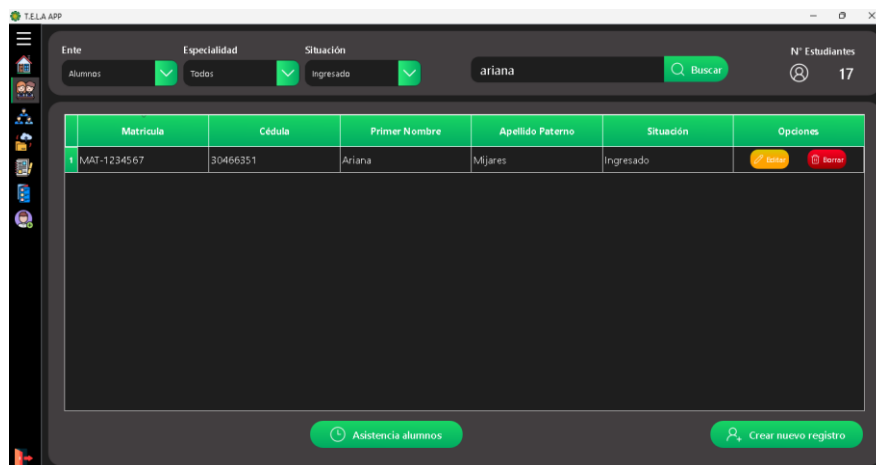 T.E.L.A APP
Ente Especialidad Situación N° Estudiantes
Alumnos Todas Ingresado ariana Buscar 17
Matricula Cédula Primer Nombre Apellido Paterno Situación Opciones
1 MAT-1234567 30466351 Ariana Mijares Ingresado Editar Borrar
Asistencia alumnos Crear nuevo registro